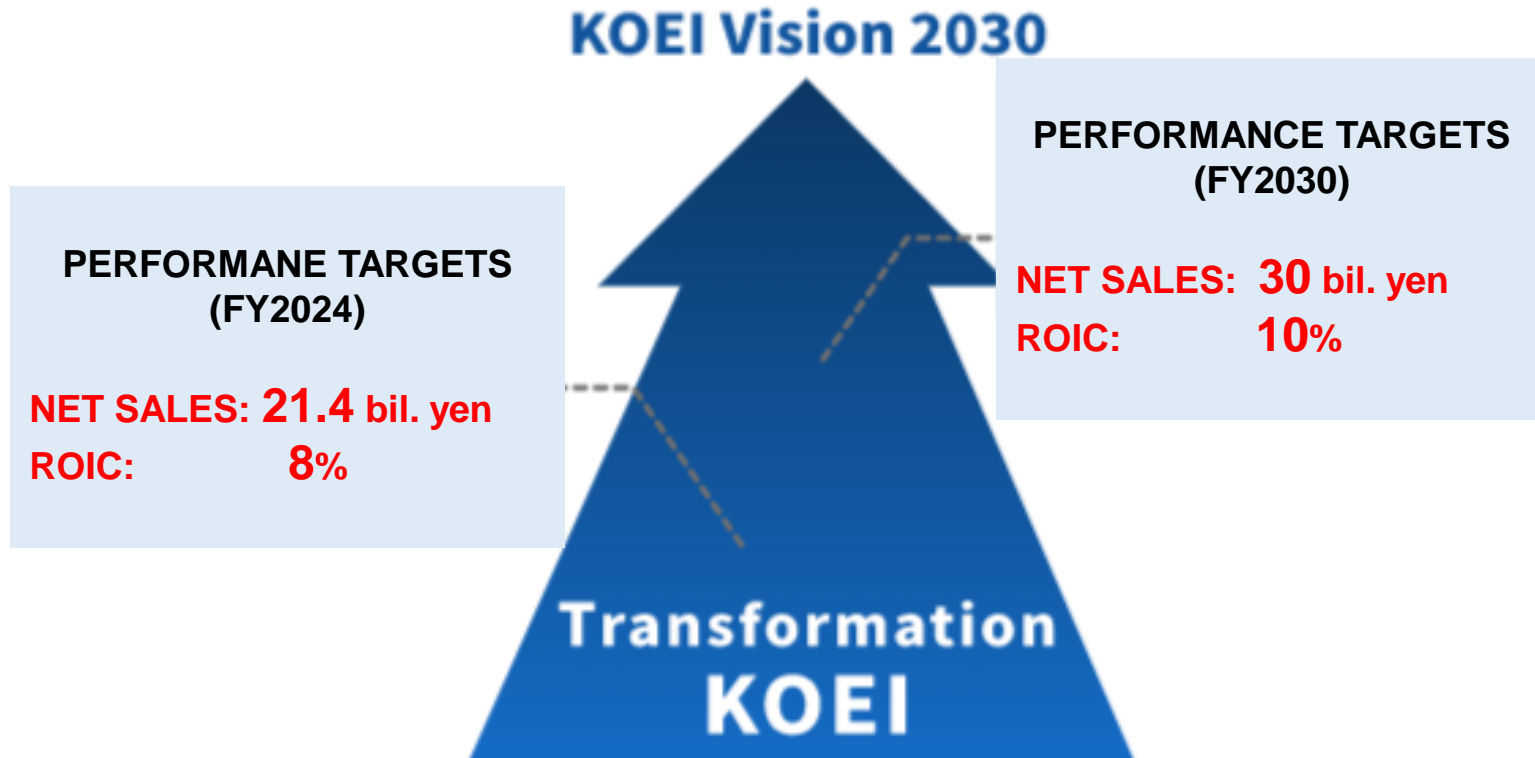 KOEI Vision 2030
PERFORMANE TARGETS
(FY2024)
NET SALES: 21.4 bil. yen
ROIC: 8%
PERFORMANCE TARGETS
(FY2030)
NET SALES: 30 bil. yen
ROIC: 10%
Transformation
KOEI